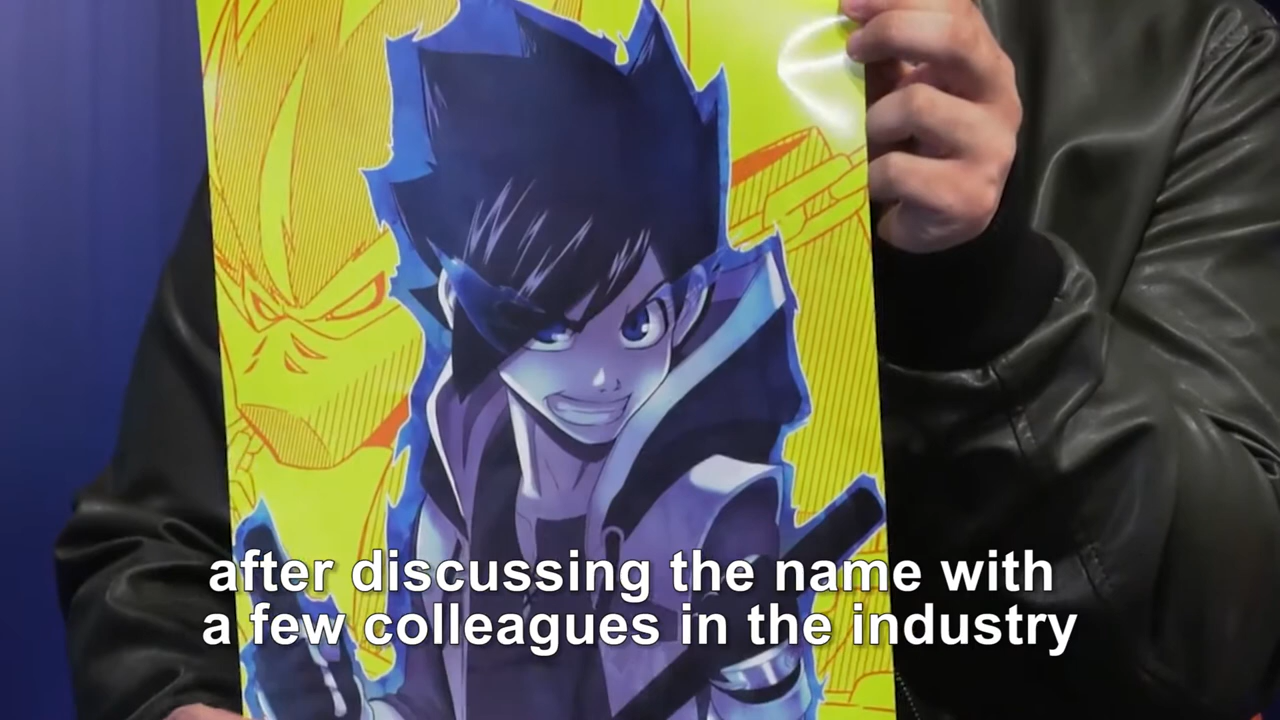 after discussing the name with
a few colleagues in the industry